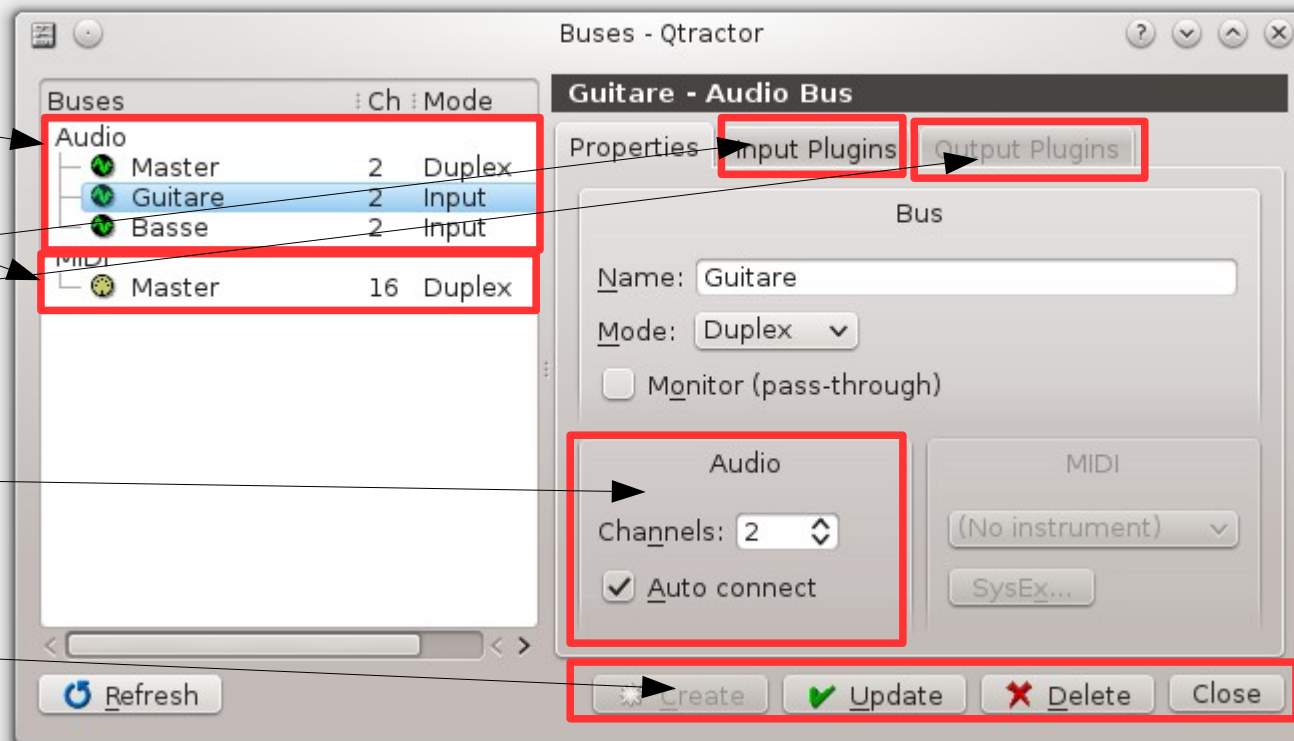 Buses - Qtractor
Buses Ch Mode
Audio
Master 2 Duplex
Guitare 2 Input
Basse 2 Input
MIDI
Master 16 Duplex
Refresh
Guitare - Audio Bus
Properties Input Plugins Output Plugins
Bus
Name: Guitare
Mode: Duplex
Monitor (pass-through)
Audio
Channels: 2
Auto connect
MIDI
(No instrument)
SysEx...
Create Update Delete Close